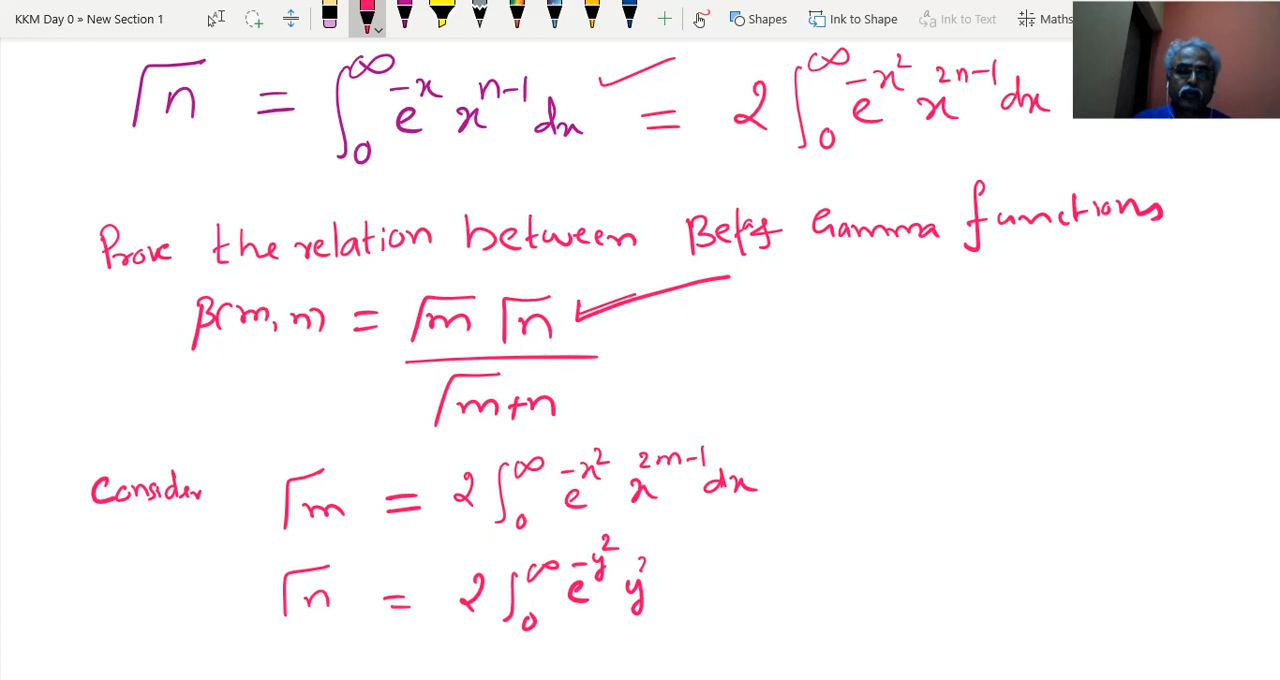 KKM Day 0 » New Section 1 Shapes Ink to Shape Ink to Text Maths
Γn = ∫₀^∞ e^{-x} x^{n-1} dx = 2 ∫₀^∞ e^{-x²} x^{2n-1} dx
Prove the relation between Beta & Gamma functions
β(m, n) = Γm Γn / Γm+n
Consider Γm = 2 ∫₀^∞ e^{-x²} x^{2m-1} dx
Γn = 2 ∫₀^∞ e^{-y²} y